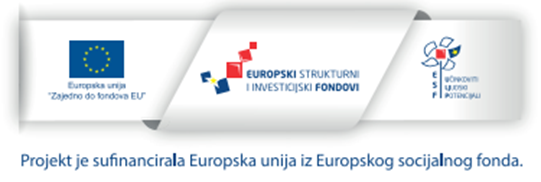 Europska unija
"Zajedno do fondova EU"
EUROPSKI STRUKTURNI
I INVESTICIJSKI FONDOVI
ESF
UČINKOVITI
LJUDSKI
POTENCIJALI
Projekt je sufinancirala Europska unija iz Europskog socijalnog fonda.